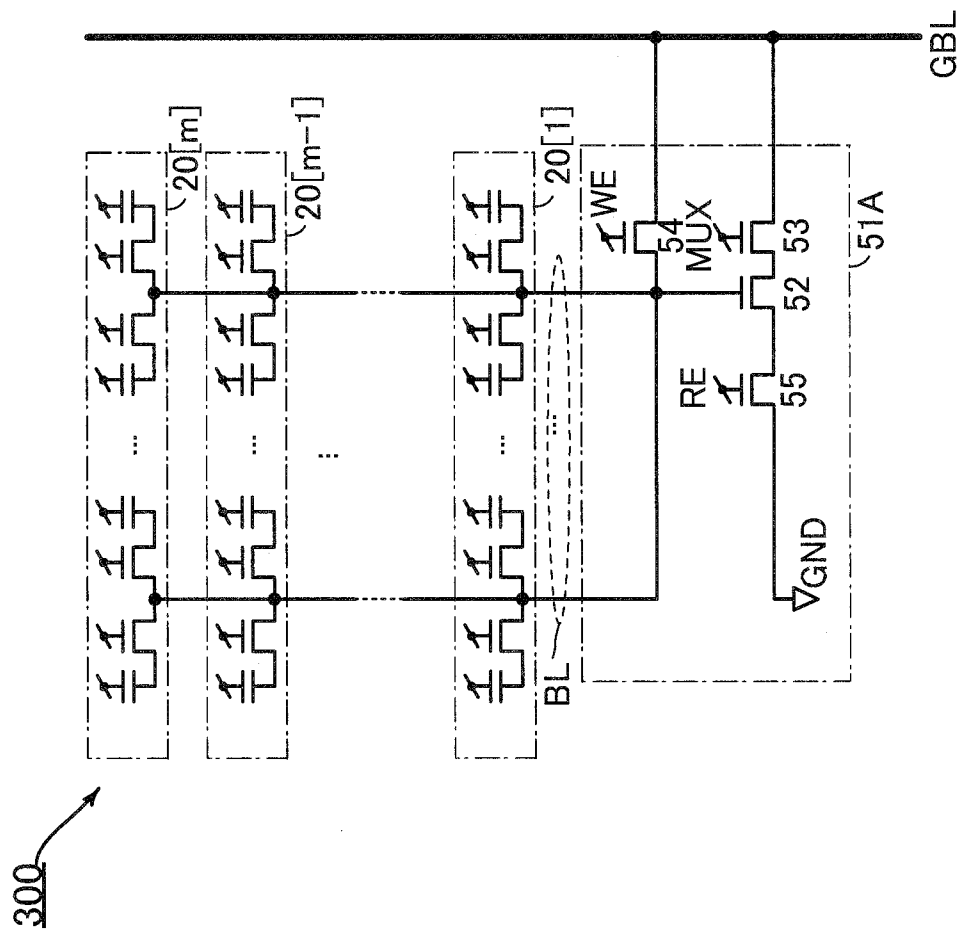 300
20[m]
20[m-1]
20[1]
...
...
...
...
...
BL
WE
54
MUX
53
52
RE
55
51A
GND
GBL